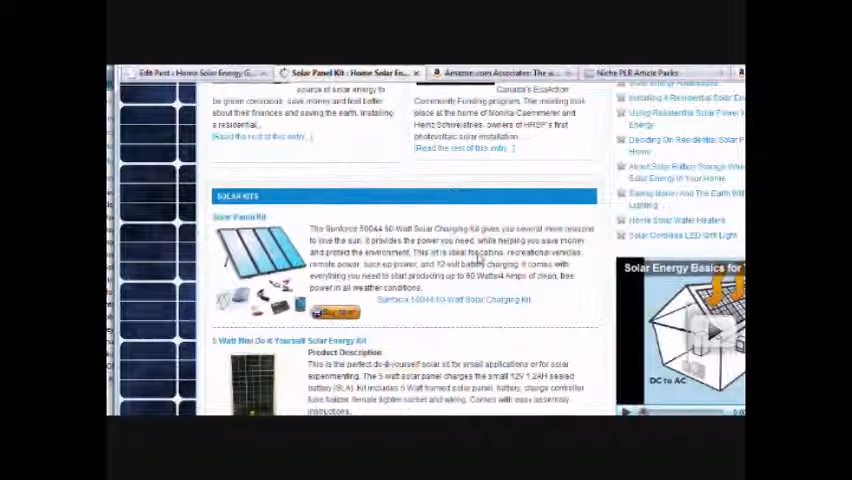 Edit Post ‹ Home Solar Energy G...
Solar Panel Kit : Home Solar En...
Amazon.com Associates: The w...
Niche PLR Article Packs
source of solar energy to
be green conscious, save money and feel better
about their finances and saving the earth. Installing
a residential...
[Read the rest of this entry...]
Canada's EcoAction
Community Funding program. The meeting took
place at the home of Monika Caemmerer and
owners of HRSP's first
photovoltaic solar installation.
[Read the rest of this entry...]
Installing A Residential Solar
Using Residential Solar Power
Energy
Deciding On Residential Solar P
Home
About Solar Battery Storage
Solar Energy In Your Home
Saving Money And The Earth
Lighting
Home Solar Water Heaters
Solar Cordless LED Grill Light
SOLAR KITS
Solar Panel Kit
The Sunforce 50044 60-Watt Solar Charging Kit gives you several more reasons
to love the sun. It provides the power you need, while helping you save money
and protect the environment. This kit is ideal for cabins, recreational vehicles,
remote power, back-up power, and 12-volt battery charging. It comes with
everything you need to start producing up to 60 Watts/4 Amps of clean, free
power in all weather conditions.
Sunforce 50044 60-Watt Solar Charging Kit
Buy now
5 Watt Mini Do it Yourself Solar Energy Kit
Product Description
This is the perfect do-it-yourself solar kit for small applications or for solar
experimenting. The 5 watt solar panel charges the small 12V 1.2AH sealed
battery (SLA). Kit includes 5 Watt framed solar panel, battery, charge controller
fuse holder, female lighter socket and wiring. Comes with easy assembly
instructions.
Solar Energy Basics for
DC to AC